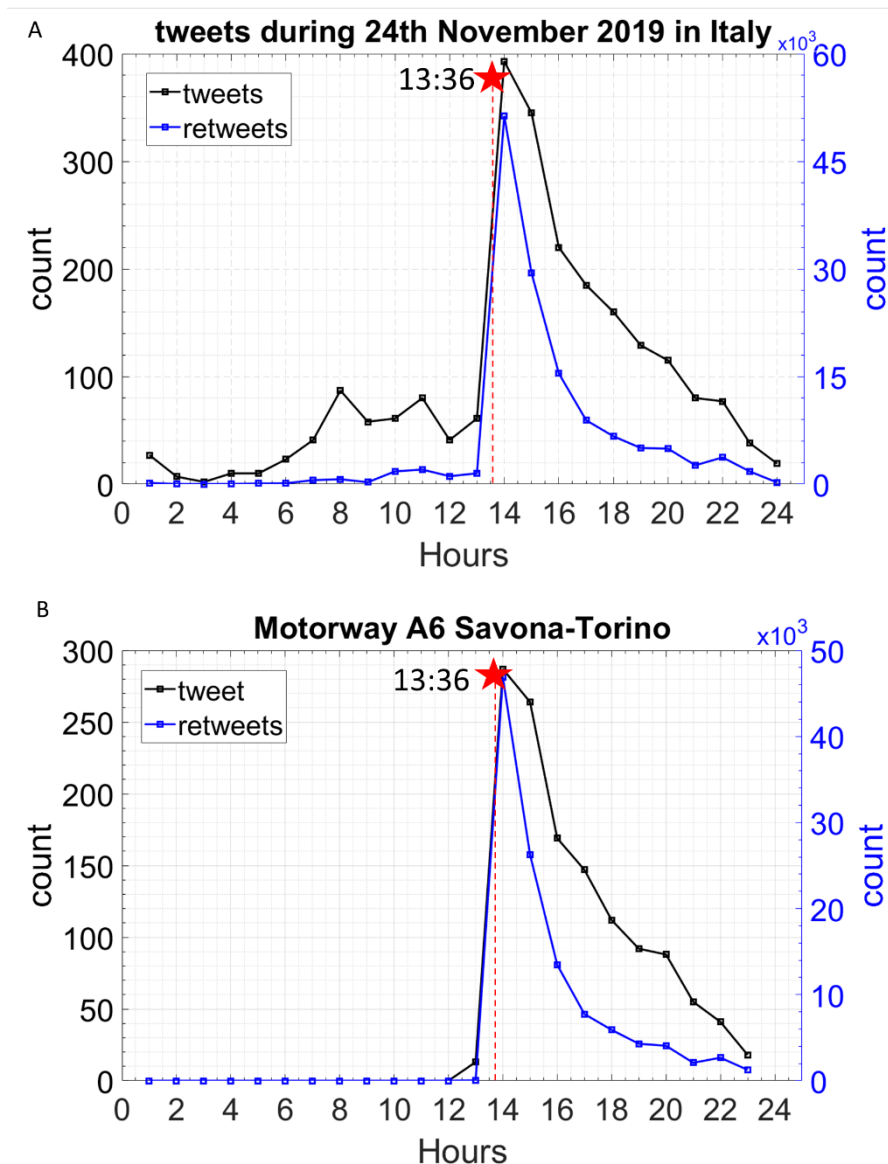 A
tweets during 24th November 2019 in Italy
x10³
400
300
200
100
0
count
tweets
retweets
13:36
60
45
30
15
0
count
0 2 4 6 8 10 12 14 16 18 20 22 24
Hours
B
Motorway A6 Savona-Torino
x10³
300
250
200
150
100
50
0
count
tweet
retweets
13:36
50
40
30
20
10
0
count
0 2 4 6 8 10 12 14 16 18 20 22 24
Hours